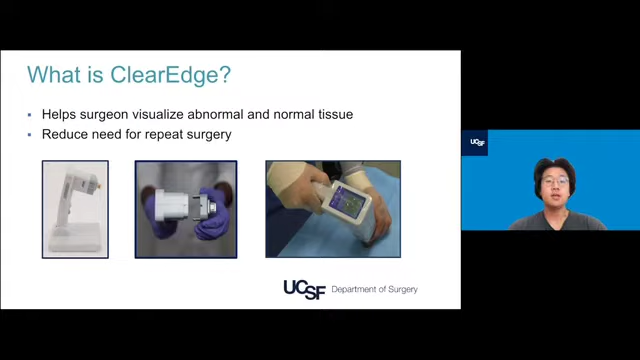 What is ClearEdge?
Helps surgeon visualize abnormal and normal tissue
Reduce need for repeat surgery
UCSF Department of Surgery
UCSF